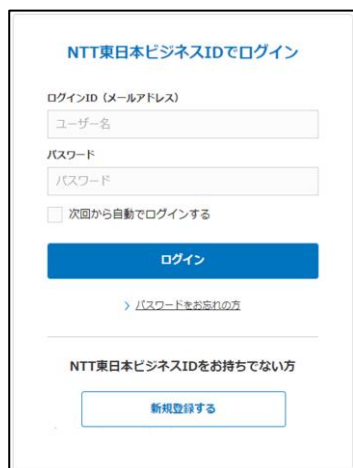 NTT東日本ビジネスIDでログイン
ログインID（メールアドレス）
ユーザー名
パスワード
パスワード
次回から自動でログインする
ログイン
> パスワードをお忘れの方
NTT東日本ビジネスIDをお持ちでない方
新規登録する